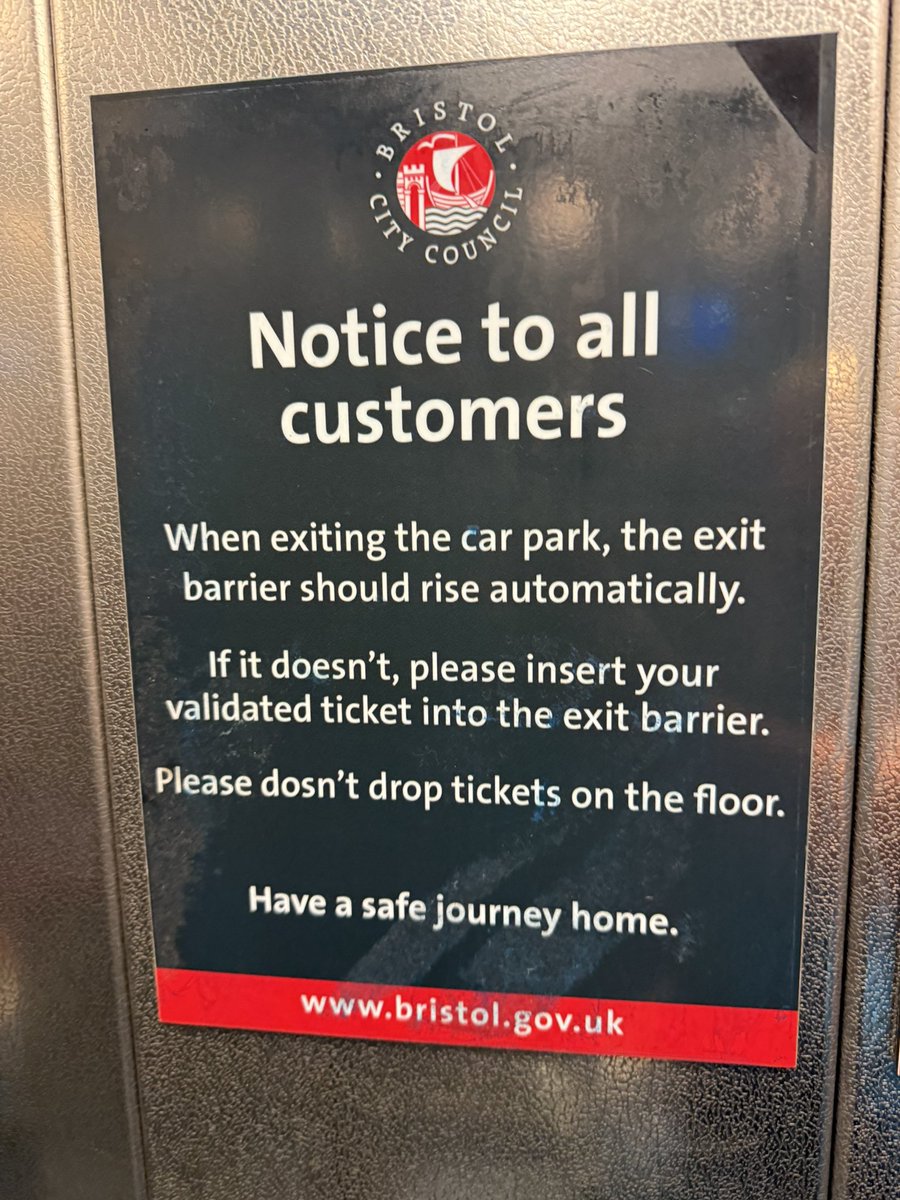 BRISTOL
CITY COUNCIL
Notice to all
customers
When exiting the car park, the exit
barrier should rise automatically.
If it doesn't, please insert your
validated ticket into the exit barrier.
Please dosn't drop tickets on the floor.
Have a safe journey home.
www.bristol.gov.uk